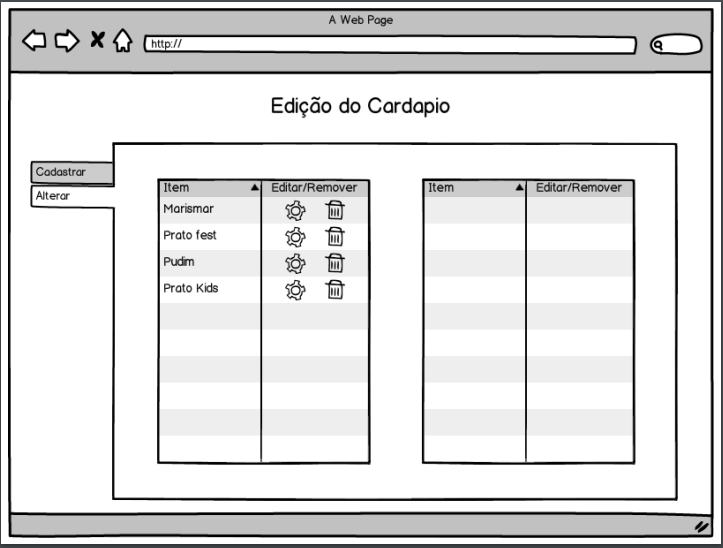 A Web Page
http://
Edição do Cardapio
Cadastrar
Alterar
Item Editar/Remover
Marismar
Prato fest
Pudim
Prato Kids
Item Editar/Remover